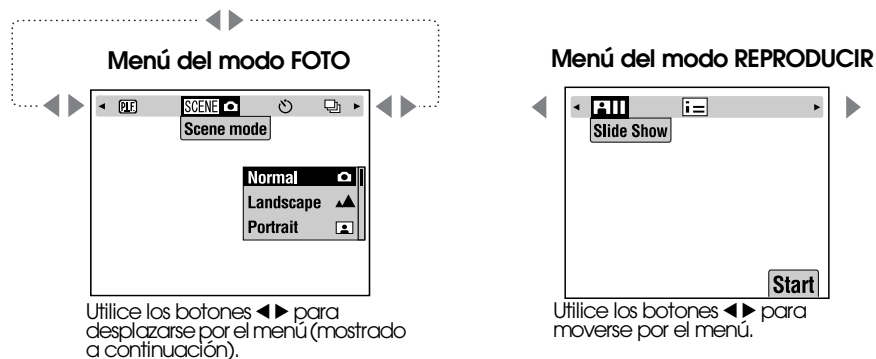 Menú del modo FOTO
P.I.F. SCENE
Scene mode
Normal
Landscape
Portrait
Utilice los botones ◀▶ para
desplazarse por el menú (mostrado
a continuación).
Menú del modo REPRODUCIR
Slide Show
Start
Utilice los botones ◀▶ para
moverse por el menú.